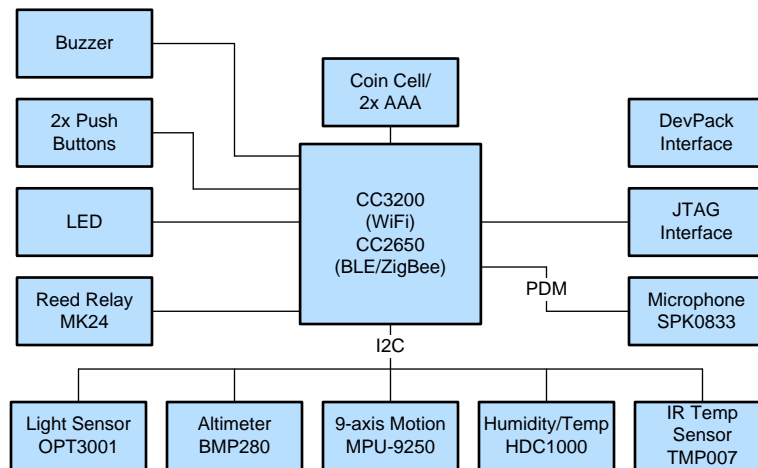 Buzzer
Coin Cell/
2x AAA
2x Push
Buttons
DevPack
Interface
CC3200
(WiFi)
CC2650
(BLE/ZigBee)
LED
JTAG
Interface
Reed Relay
MK24
PDM
Microphone
SPK0833
I2C
Light Sensor
OPT3001
Altimeter
BMP280
9-axis Motion
MPU-9250
Humidity/Temp
HDC1000
IR Temp
Sensor
TMP007